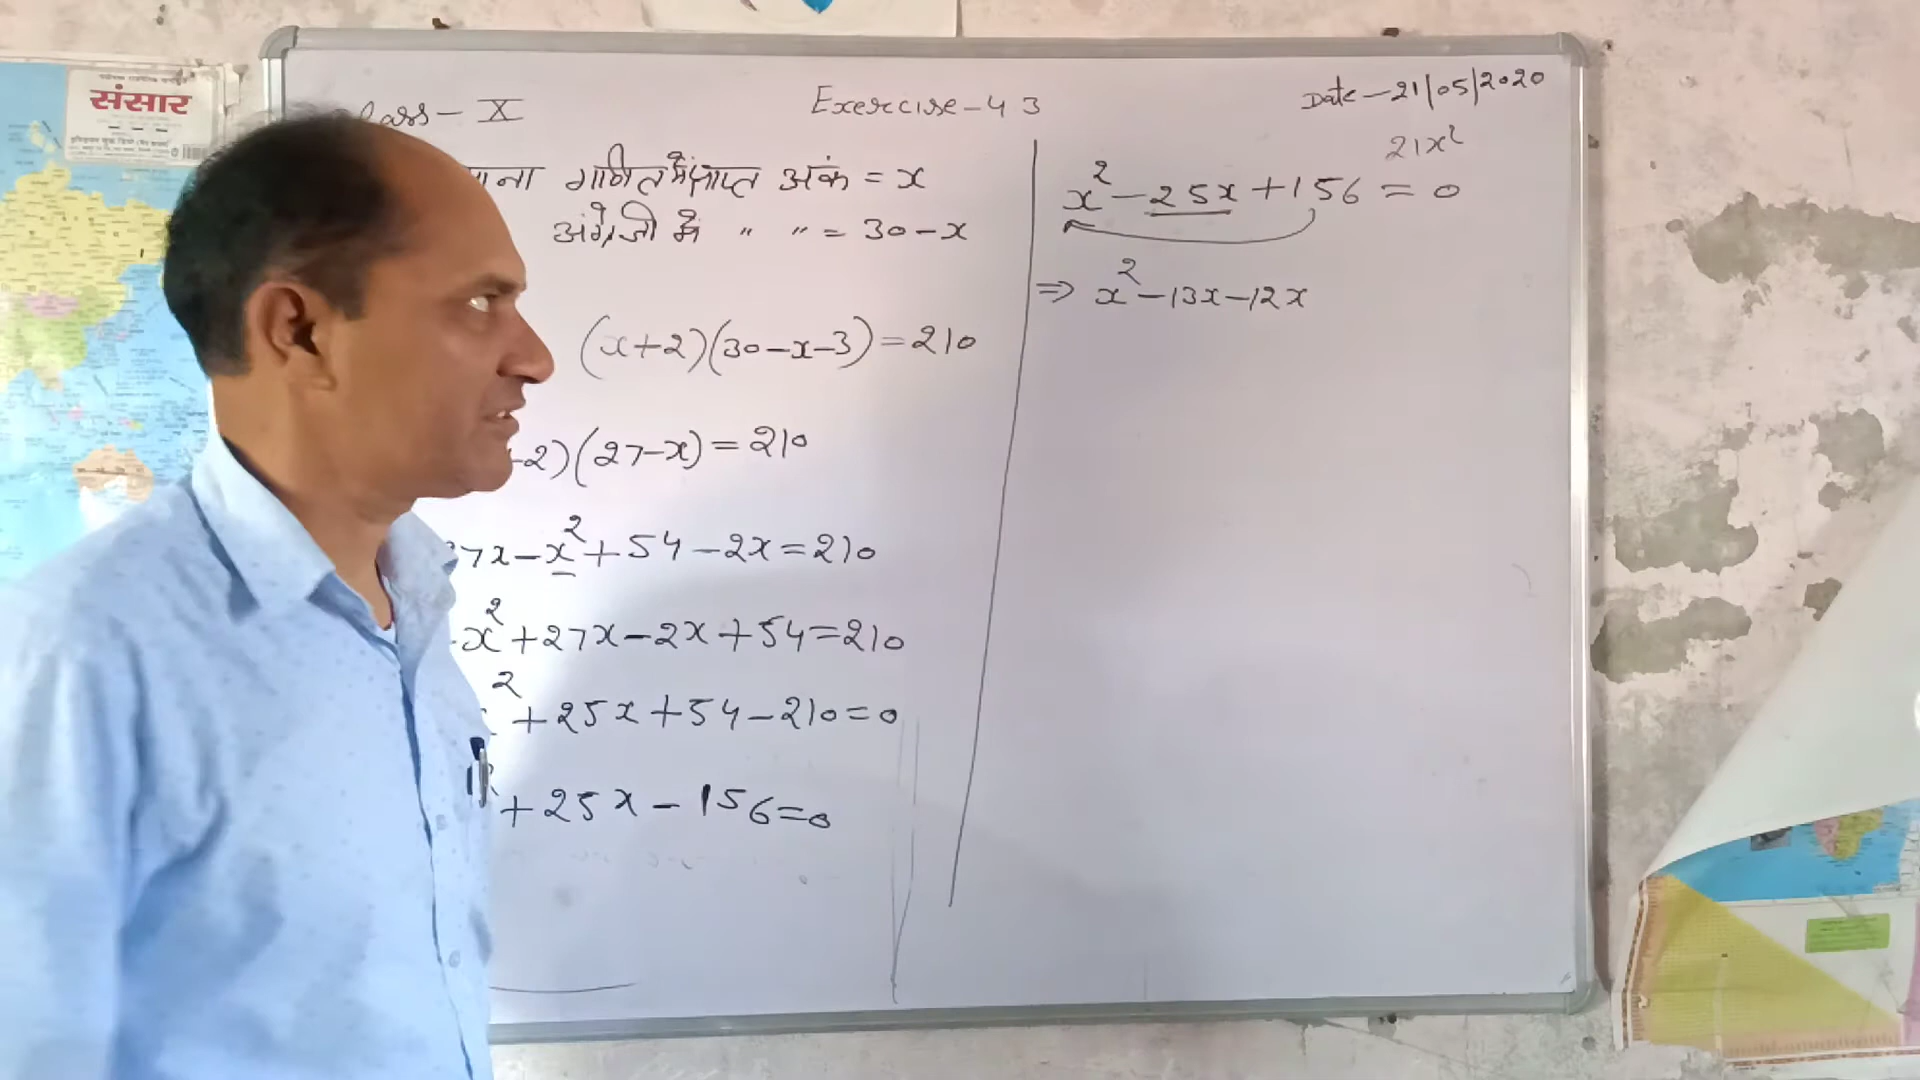 संसार
Class - X
Exercise - 4 3
Date - 21/05/2020
माना गणित में प्राप्त अंक = x
अंग्रेजी में " " = 30 - x
(x+2)(30-x-3) = 210
2)(27-x) = 210
27x - x² + 54 - 2x = 210
-x² + 27x - 2x + 54 = 210
² + 25x + 54 - 210 = 0
+ 25x - 156 = 0
21x²
x² - 25x + 156 = 0
⇒ x² - 13x - 12x